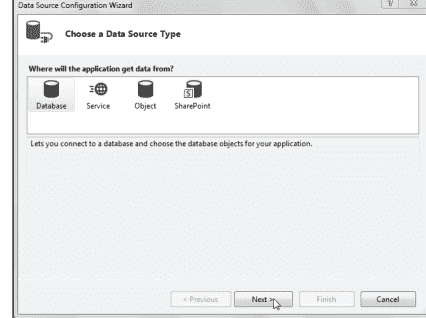 Data Source Configuration Wizard
Choose a Data Source Type
Where will the application get data from?
Database Service Object SharePoint
Lets you connect to a database and choose the database objects for your application.
< Previous Next > Finish Cancel